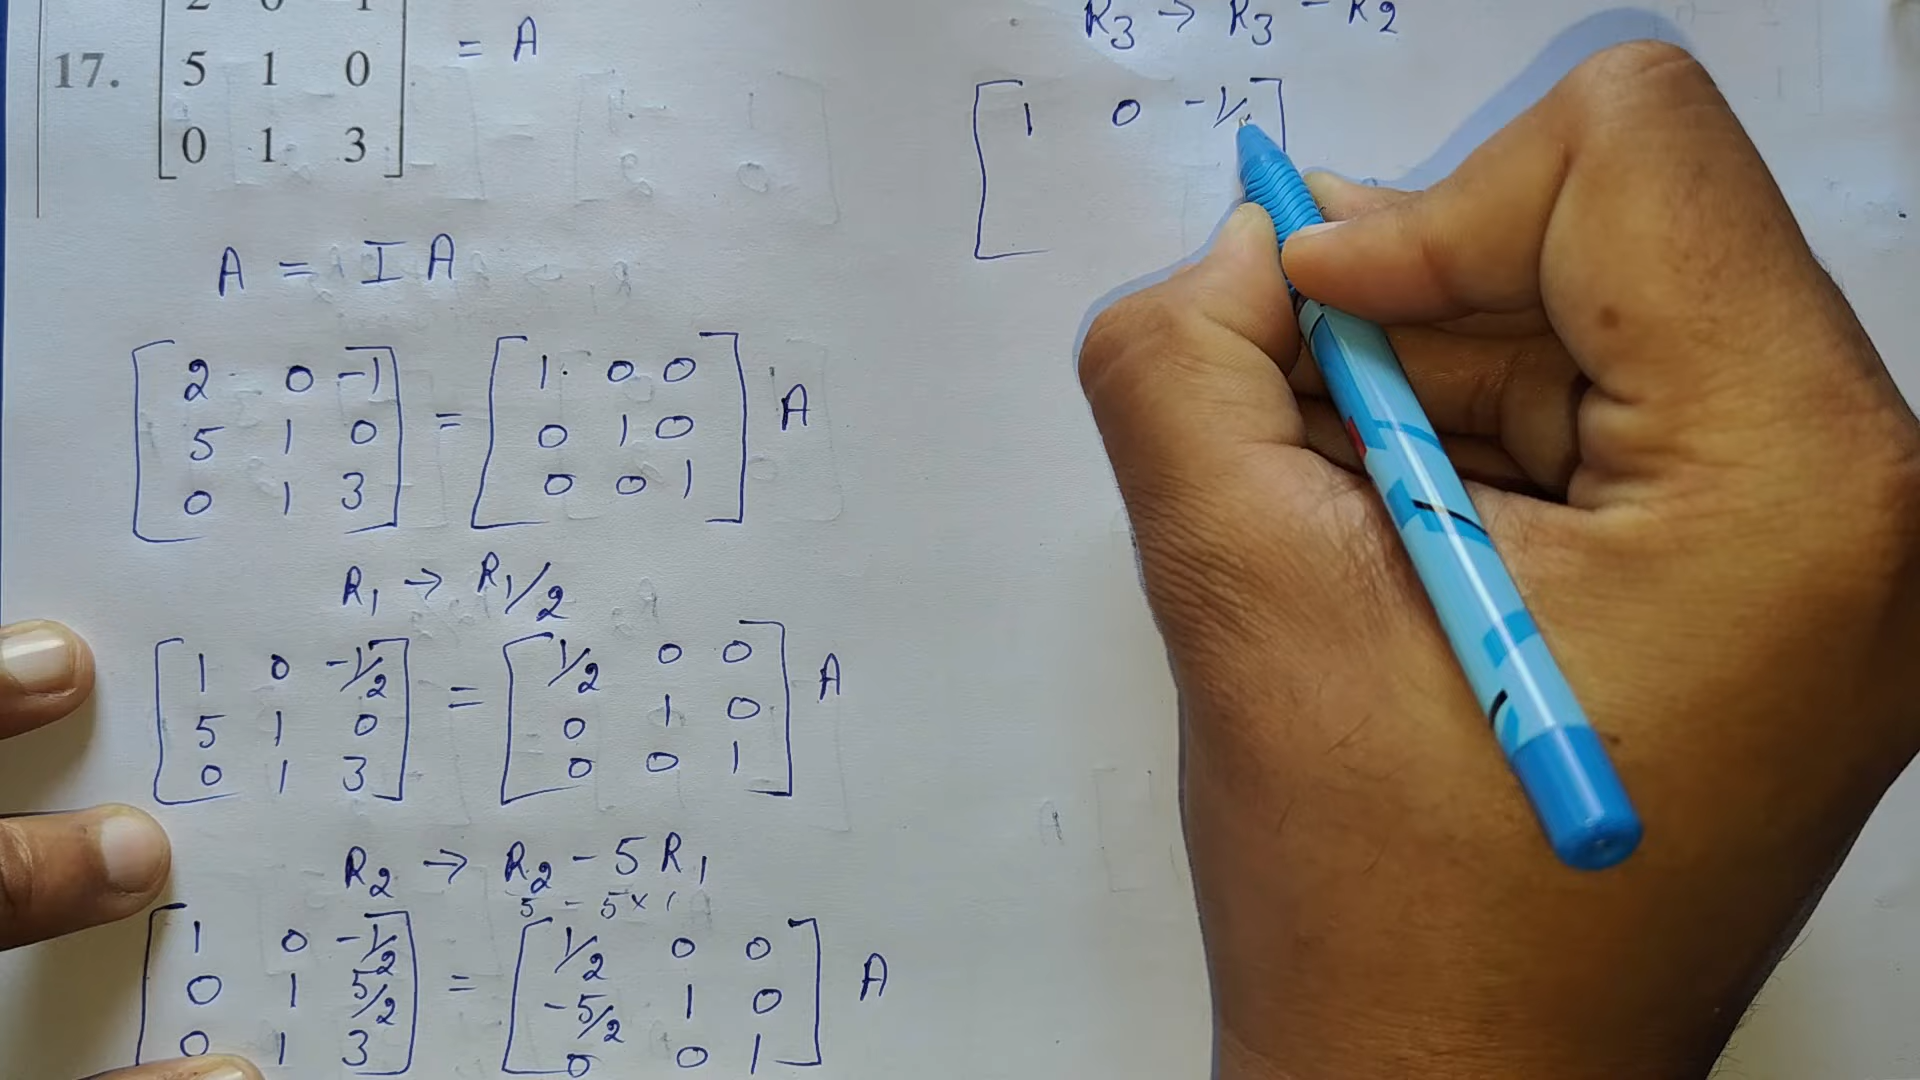 2 0 -1
17. 5 1 0 = A
0 1 3
A = I A
2 0 -1 1 0 0
5 1 0 = 0 1 0 A
0 1 3 0 0 1
R1 → R1/2
1 0 -1/2 1/2 0 0
5 1 0 = 0 1 0 A
0 1 3 0 0 1
R2 → R2 - 5R1
5 - 5×1
1 0 -1/2 1/2 0 0
0 1 5/2 = -5/2 1 0 A
0 1 3 0 0 1
R3 → R3 - R2
1 0 -1/